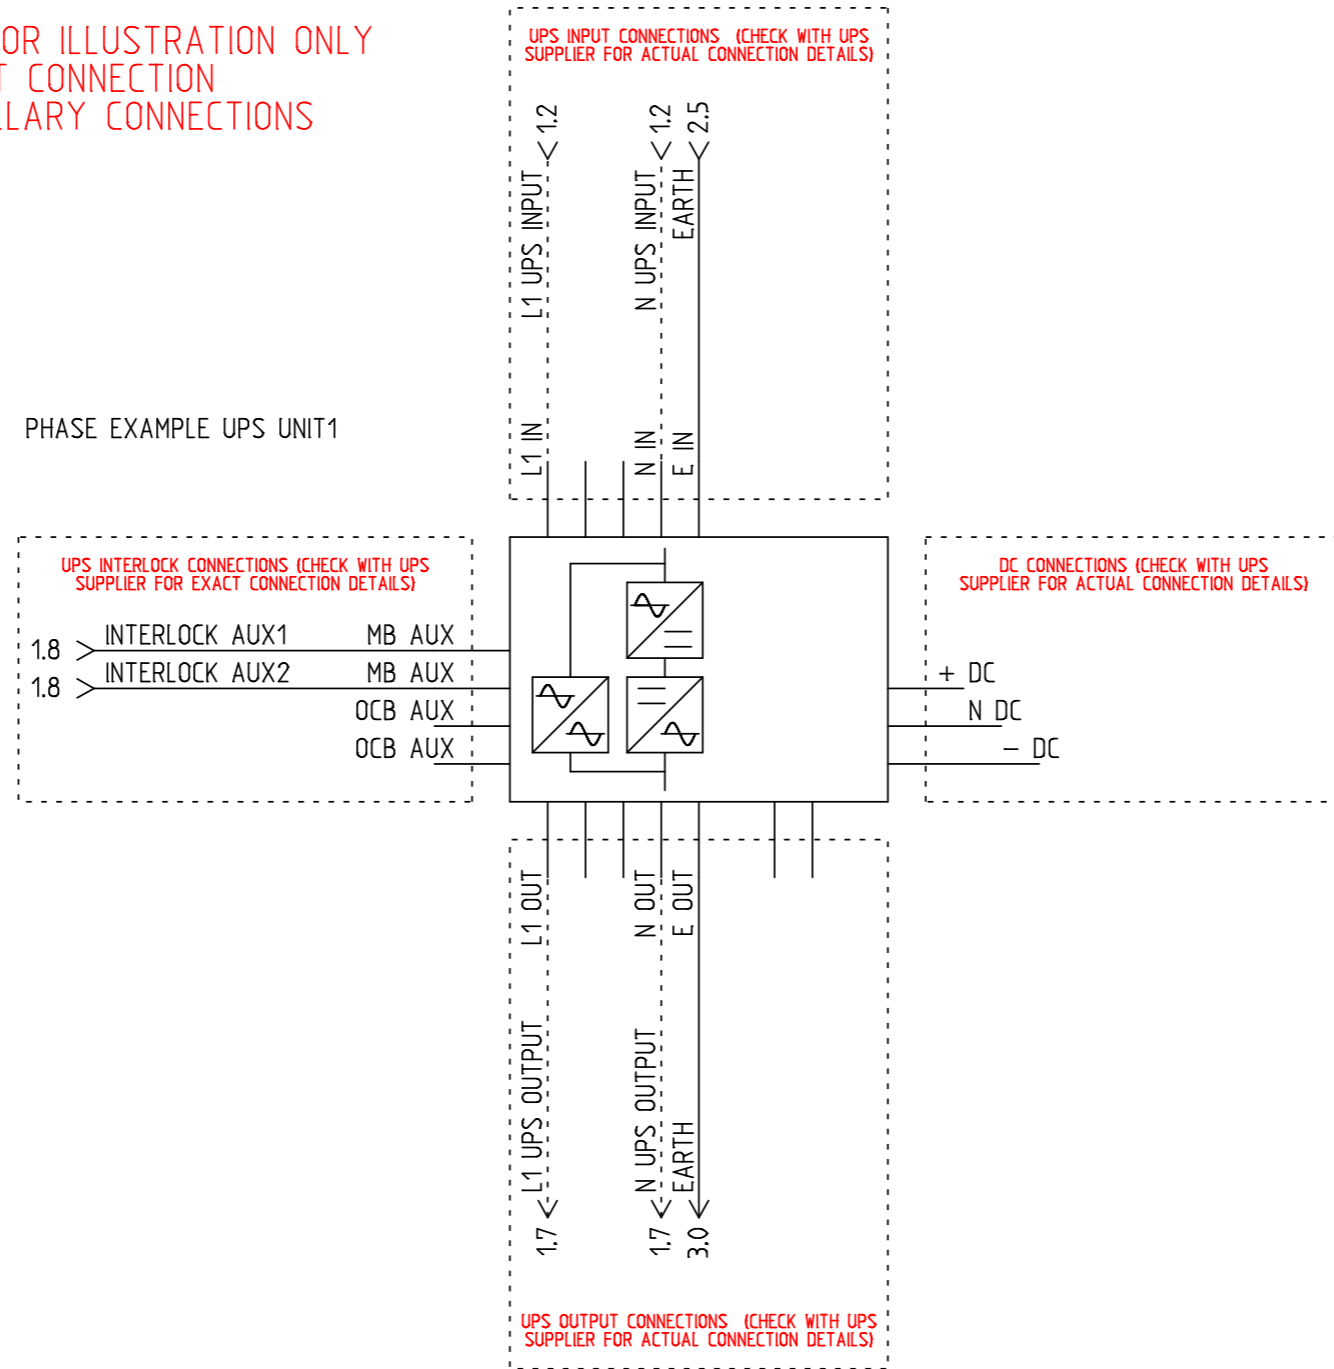 OR ILLUSTRATION ONLY
T CONNECTION
LLARY CONNECTIONS
UPS INPUT CONNECTIONS (CHECK WITH UPS
SUPPLIER FOR ACTUAL CONNECTION DETAILS)
1.2
1.2
2.5
L1 UPS INPUT
N UPS INPUT
EARTH
PHASE EXAMPLE UPS UNIT1
L1 IN
N IN
E IN
UPS INTERLOCK CONNECTIONS (CHECK WITH UPS
SUPPLIER FOR EXACT CONNECTION DETAILS)
1.8 INTERLOCK AUX1 MB AUX
1.8 INTERLOCK AUX2 MB AUX
OCB AUX
OCB AUX
DC CONNECTIONS (CHECK WITH UPS
SUPPLIER FOR ACTUAL CONNECTION DETAILS)
+ DC
N DC
- DC
L1 OUT
N OUT
E OUT
L1 UPS OUTPUT
N UPS OUTPUT
EARTH
1.7
1.7
3.0
UPS OUTPUT CONNECTIONS (CHECK WITH UPS
SUPPLIER FOR ACTUAL CONNECTION DETAILS)